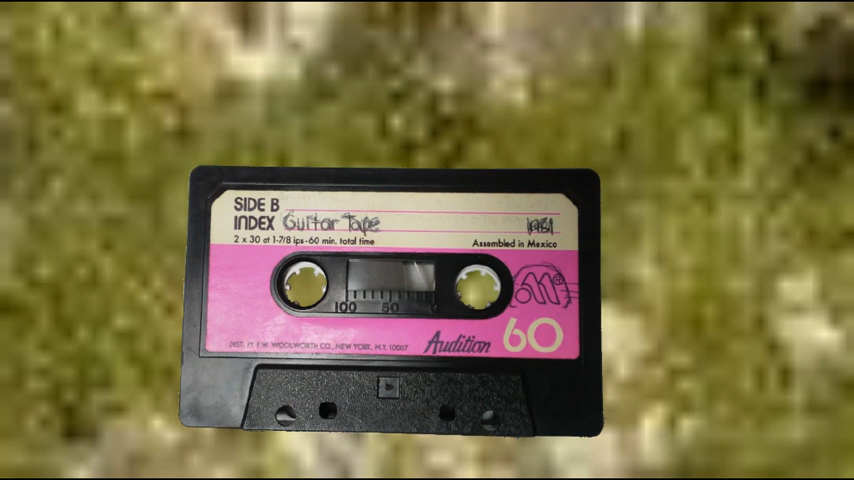 SIDE B
INDEX Guitar Tape 1981
2 x 30 at 1-7/8 ips-60 min. total time Assembled in Mexico
100 50 0
DIST. BY F.W. WOOLWORTH CO., NEW YORK, N.Y. 10007 Audition 60